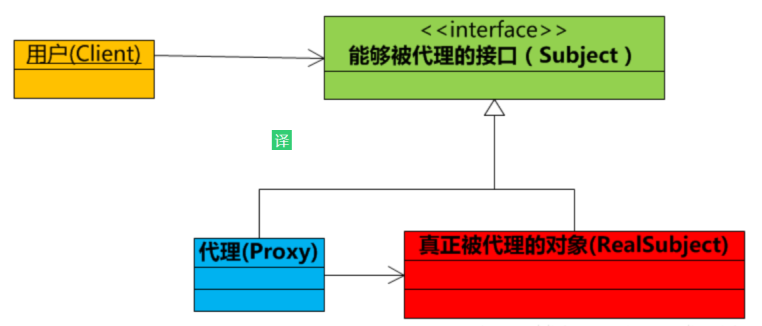 <<interface>>
用户(Client)
能够被代理的接口（Subject）
译
代理(Proxy)
真正被代理的对象(RealSubject)